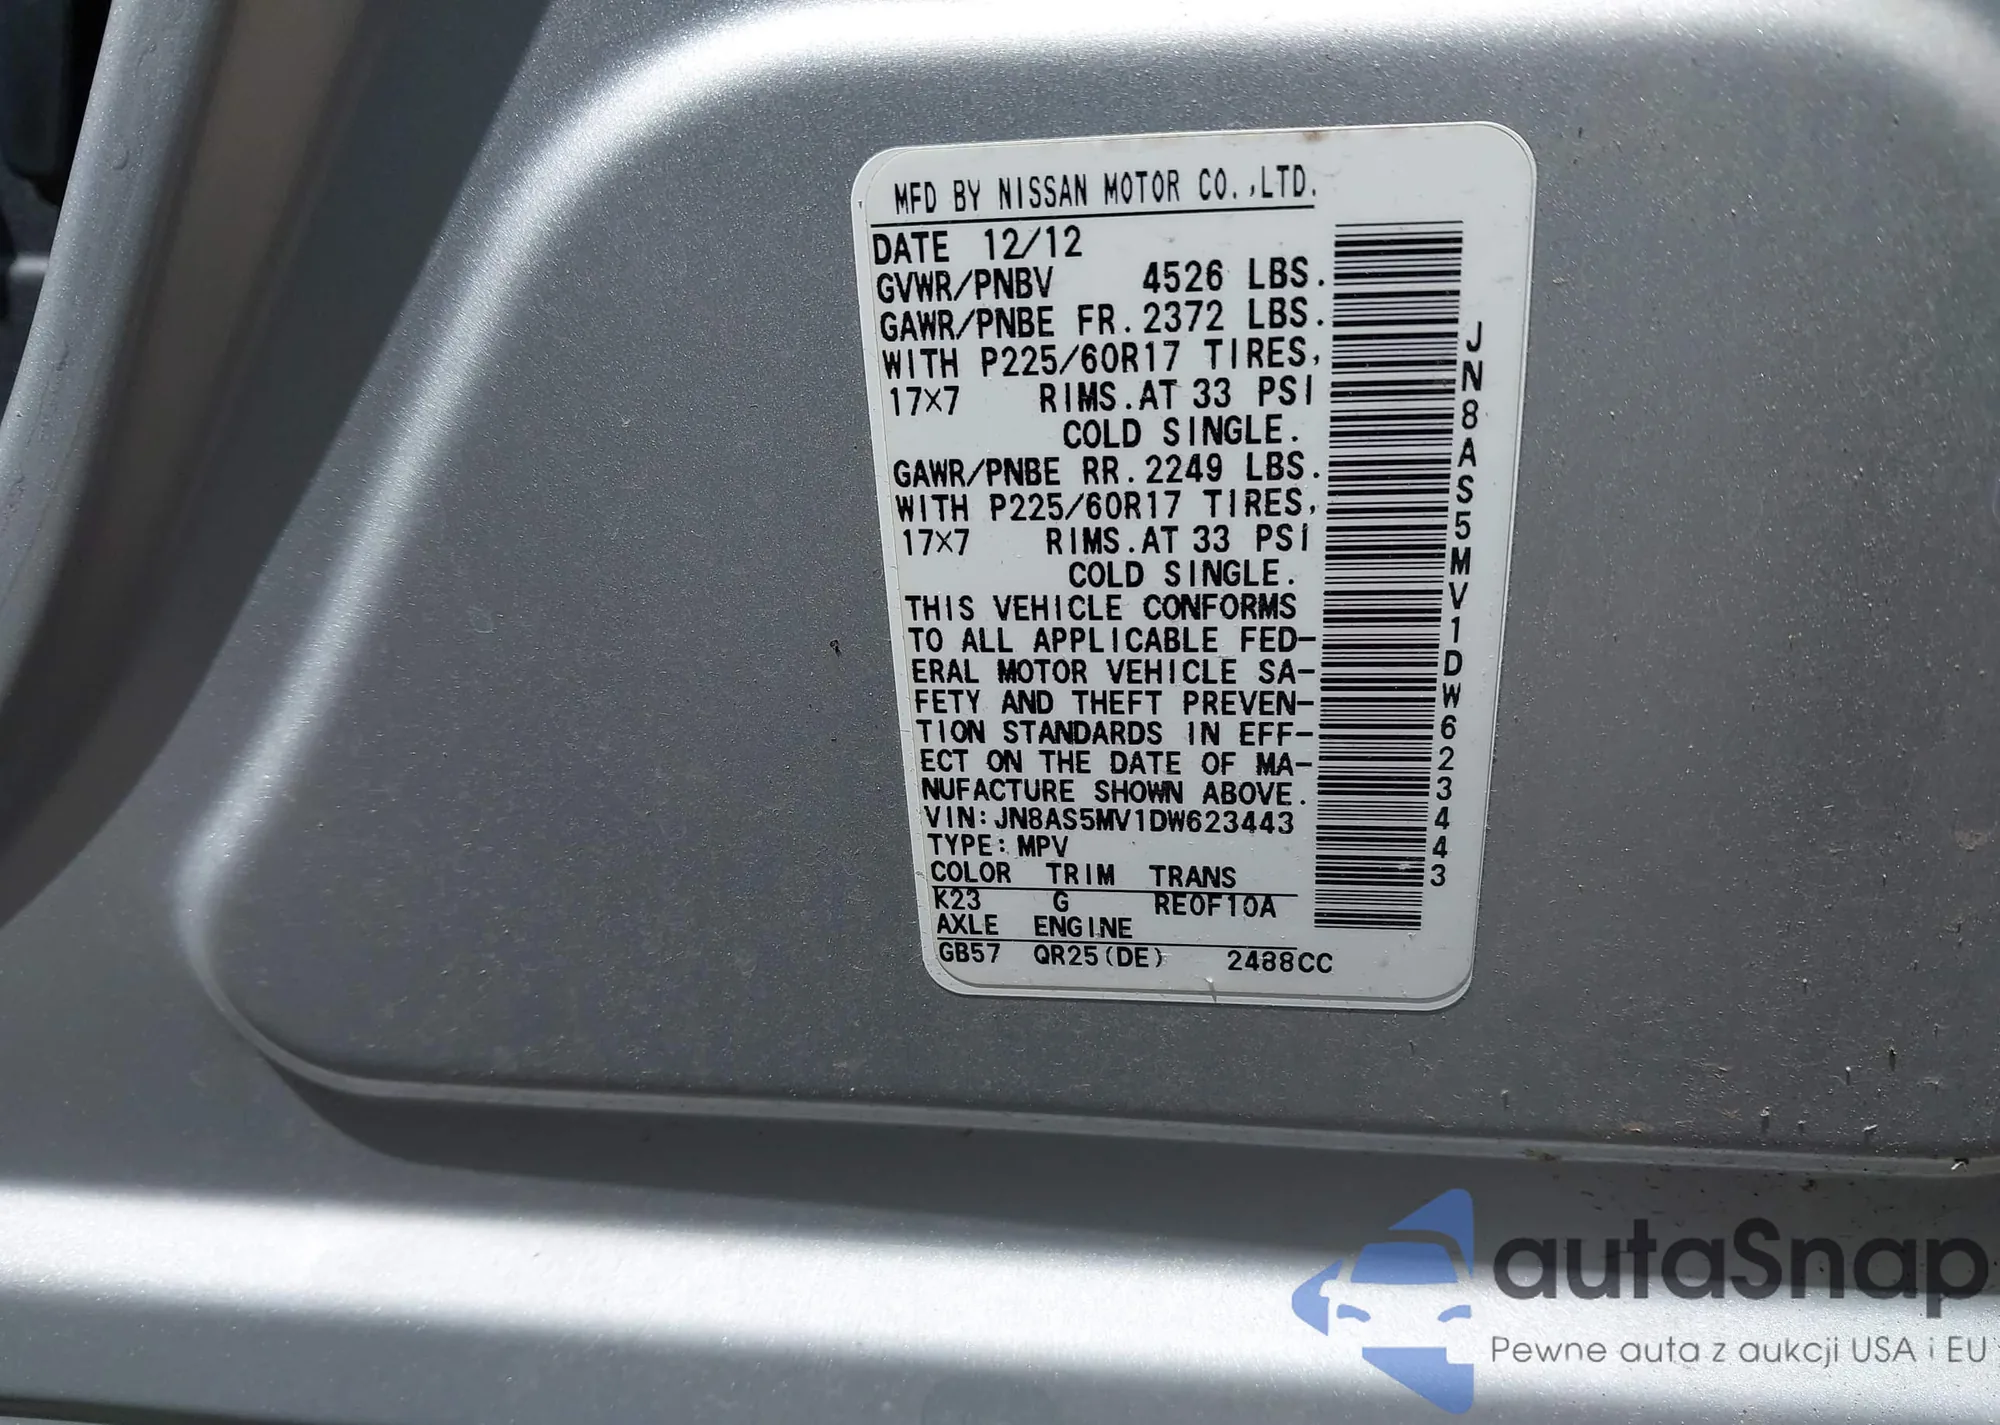 MFD BY NISSAN MOTOR CO.,LTD.
DATE 12/12
GVWR/PNBV 4526 LBS.
GAWR/PNBE FR.2372 LBS.
WITH P225/60R17 TIRES,
17×7 RIMS.AT 33 PSI
COLD SINGLE.
GAWR/PNBE RR.2249 LBS.
WITH P225/60R17 TIRES,
17×7 RIMS.AT 33 PSI
COLD SINGLE.
THIS VEHICLE CONFORMS
TO ALL APPLICABLE FED-
ERAL MOTOR VEHICLE SA-
FETY AND THEFT PREVEN-
TION STANDARDS IN EFF-
ECT ON THE DATE OF MA-
NUFACTURE SHOWN ABOVE.
VIN:JN8AS5MV1DW623443
TYPE:MPV
COLOR TRIM TRANS
K23 G RE0F10A
AXLE ENGINE
GB57 QR25(DE) 2488CC
JN8AS5MV1DW623443
autaSnap
Pewne auta z aukcji USA i EU